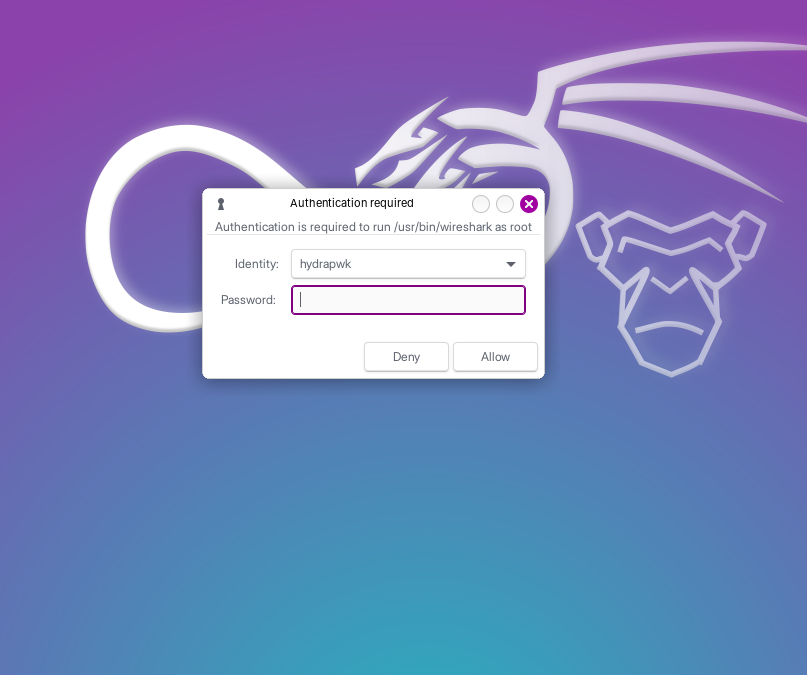 Authentication required
Authentication is required to run /usr/bin/wireshark as root
Identity: hydrapwk
Password:
Deny Allow